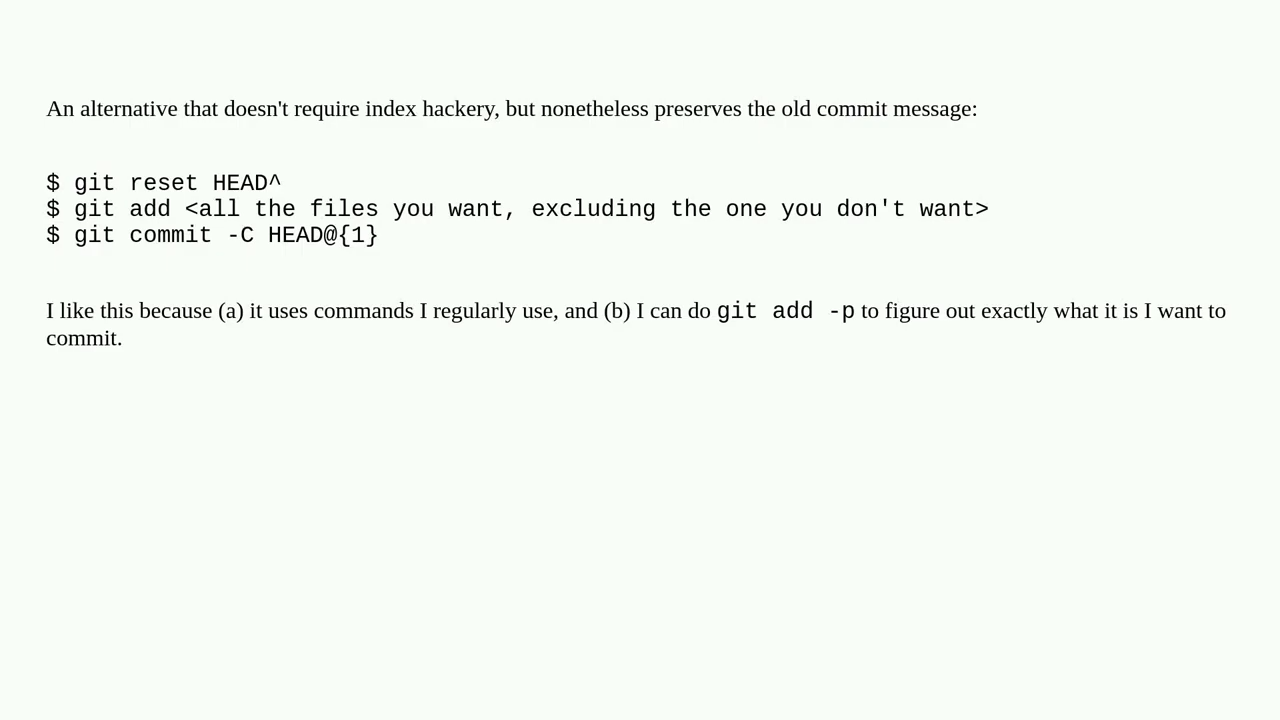 An alternative that doesn't require index hackery, but nonetheless preserves the old commit message:
$ git reset HEAD^
$ git add <all the files you want, excluding the one you don't want>
$ git commit -C HEAD@{1}
I like this because (a) it uses commands I regularly use, and (b) I can do git add -p to figure out exactly what it is I want to
commit.